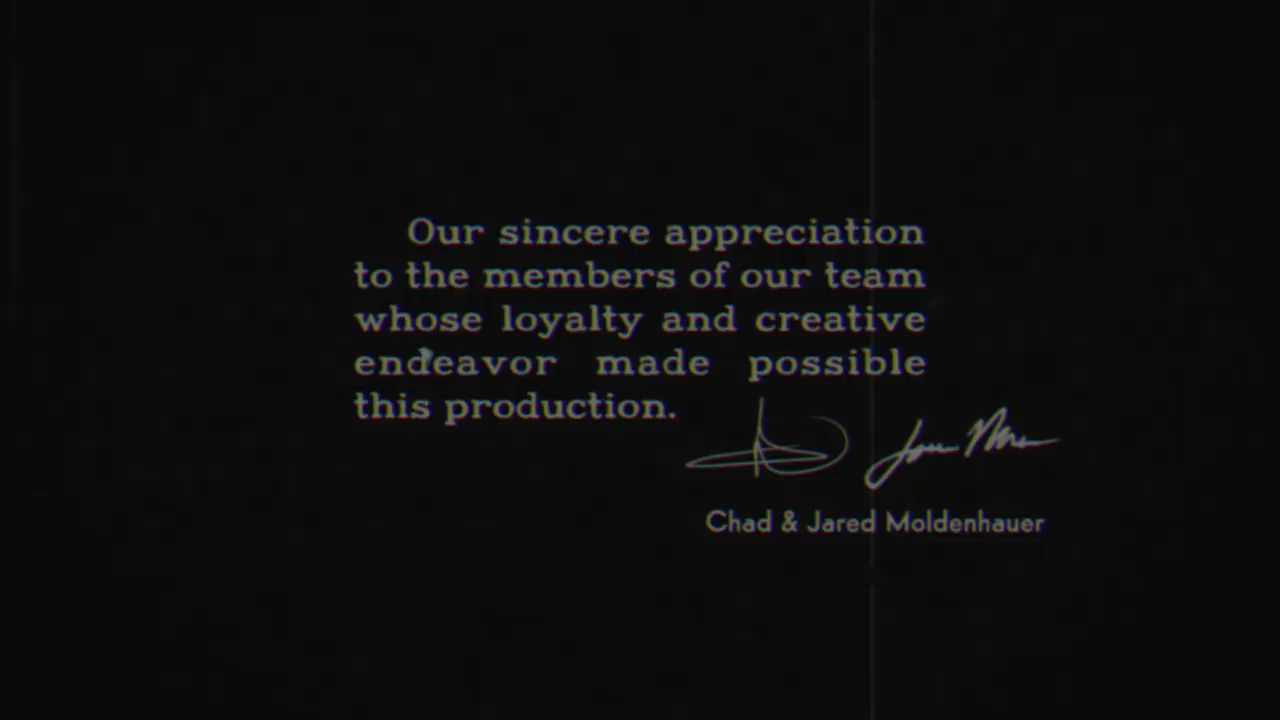 Our sincere appreciation
to the members of our team
whose loyalty and creative
endeavor made possible
this production.
Chad & Jared Moldenhauer